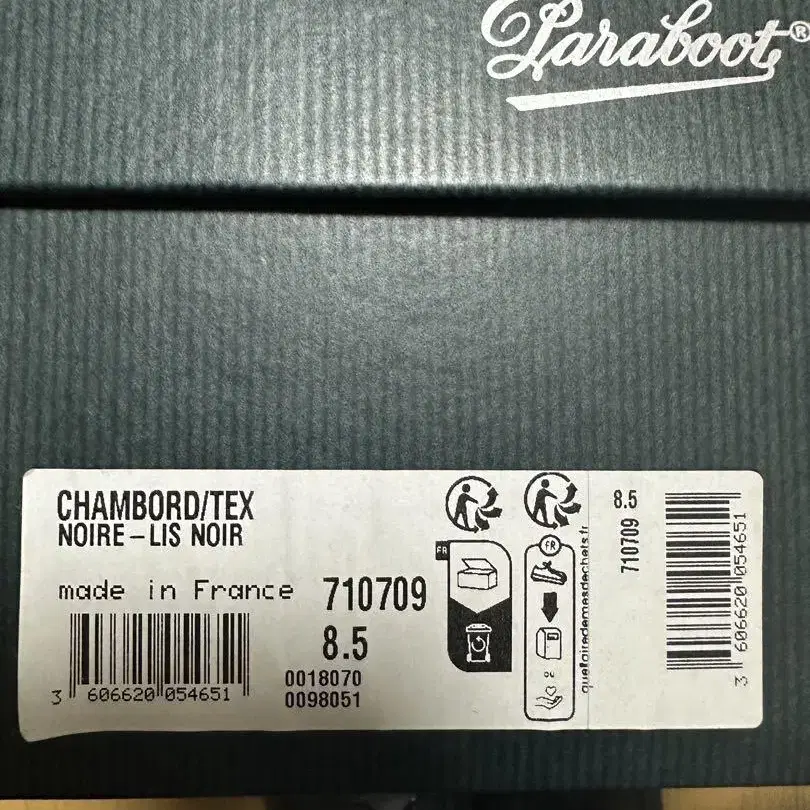 Paraboot®
CHAMBORD/TEX
NOIRE-LIS NOIR
made in France 710709
8.5
0018070
0098051
3 606620 054651
FR
FR
quefairedemesdechets.fr
8.5
710709
3 606620 054651